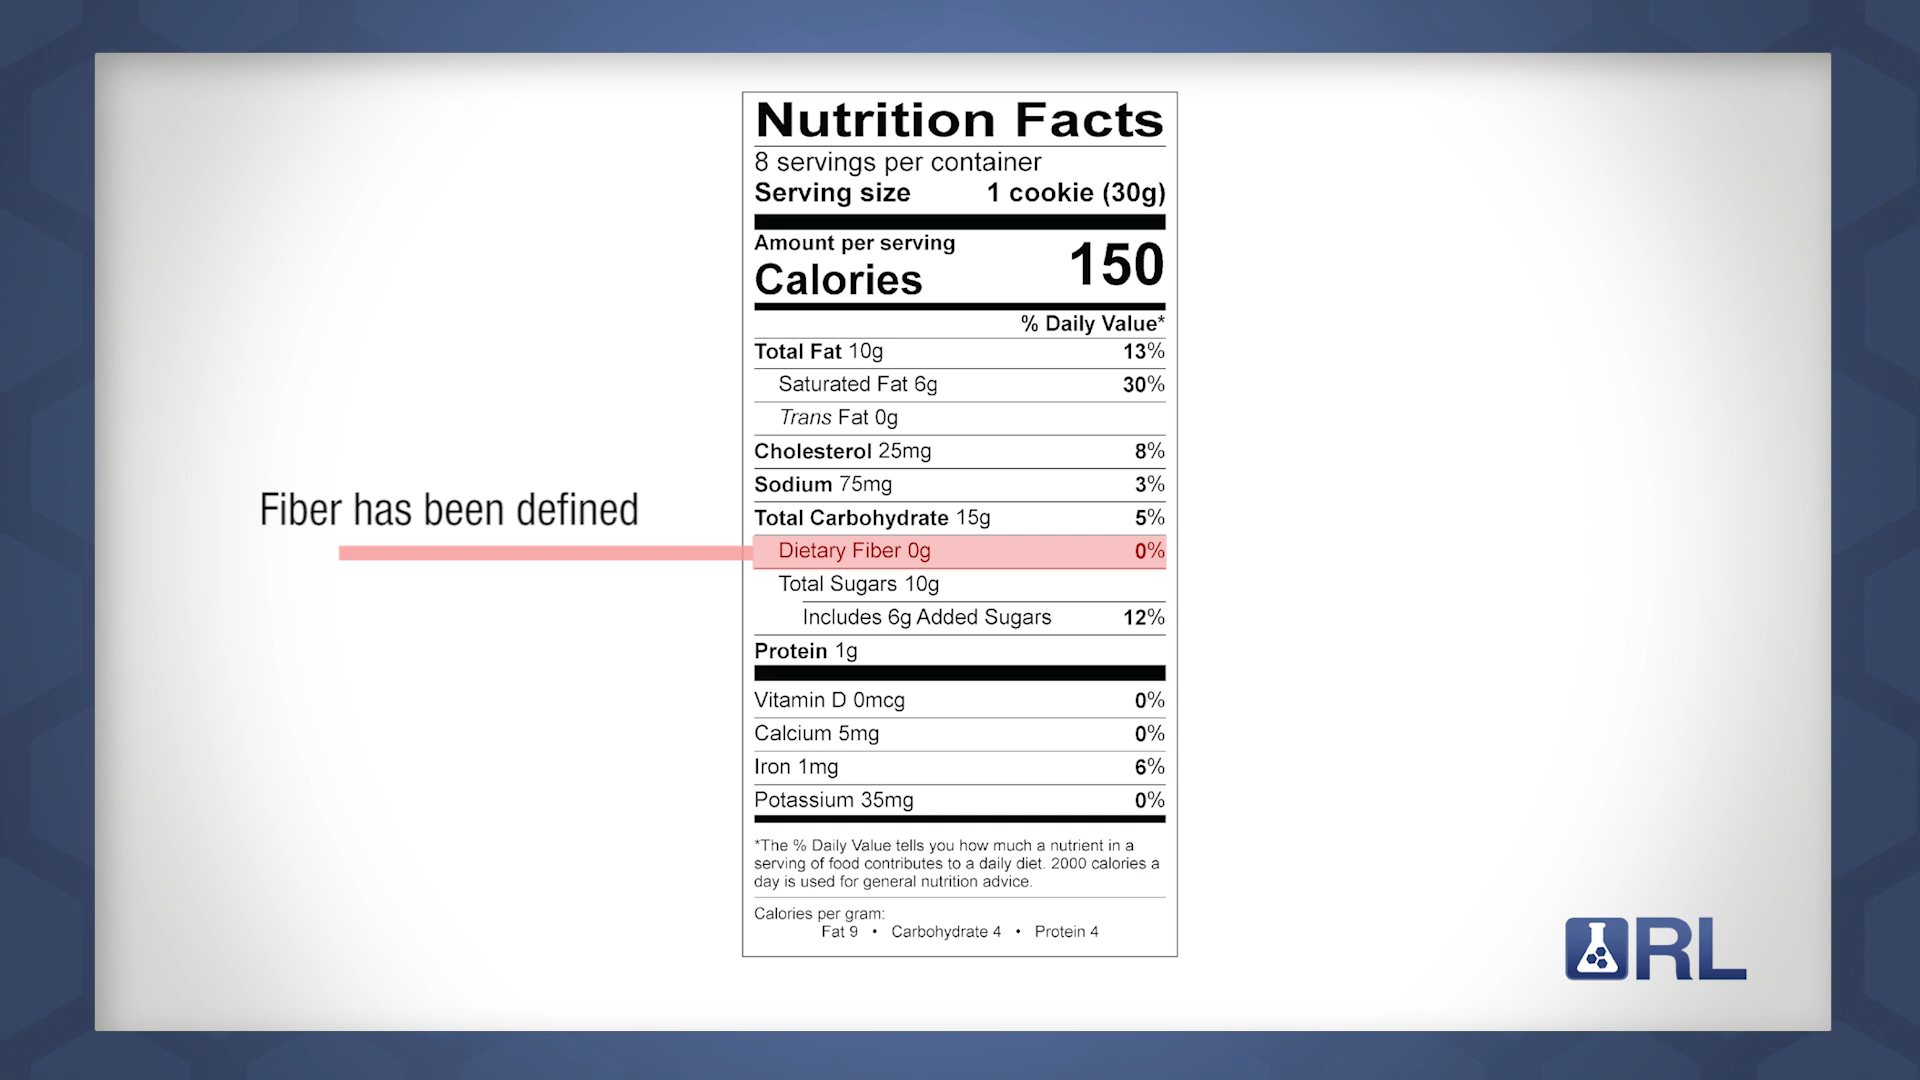 Nutrition Facts
8 servings per container
Serving size 1 cookie (30g)
Amount per serving
Calories 150
% Daily Value*
Total Fat 10g 13%
Saturated Fat 6g 30%
Trans Fat 0g
Cholesterol 25mg 8%
Sodium 75mg 3%
Fiber has been defined
Total Carbohydrate 15g 5%
Dietary Fiber 0g 0%
Total Sugars 10g
Includes 6g Added Sugars 12%
Protein 1g
Vitamin D 0mcg 0%
Calcium 5mg 0%
Iron 1mg 6%
Potassium 35mg 0%
*The % Daily Value tells you how much a nutrient in a
serving of food contributes to a daily diet. 2000 calories a
day is used for general nutrition advice.
Calories per gram:
Fat 9 • Carbohydrate 4 • Protein 4
RL